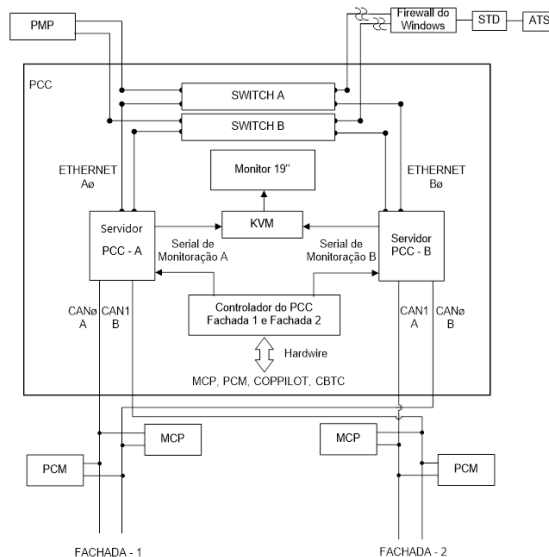 PMP
Firewall do
Windows
STD
ATS
PCC
SWITCH A
SWITCH B
ETHERNET
Aø
Monitor 19"
ETHERNET
Bø
Servidor
PCC - A
KVM
Servidor
PCC - B
Serial de
Monitoração A
Serial de
Monitoração B
CANø
A
CAN1
B
Controlador do PCC
Fachada 1 e Fachada 2
CAN1
A
CANø
B
Hardwire
MCP, PCM, COPPILOT, CBTC
MCP
MCP
PCM
PCM
FACHADA - 1
FACHADA - 2